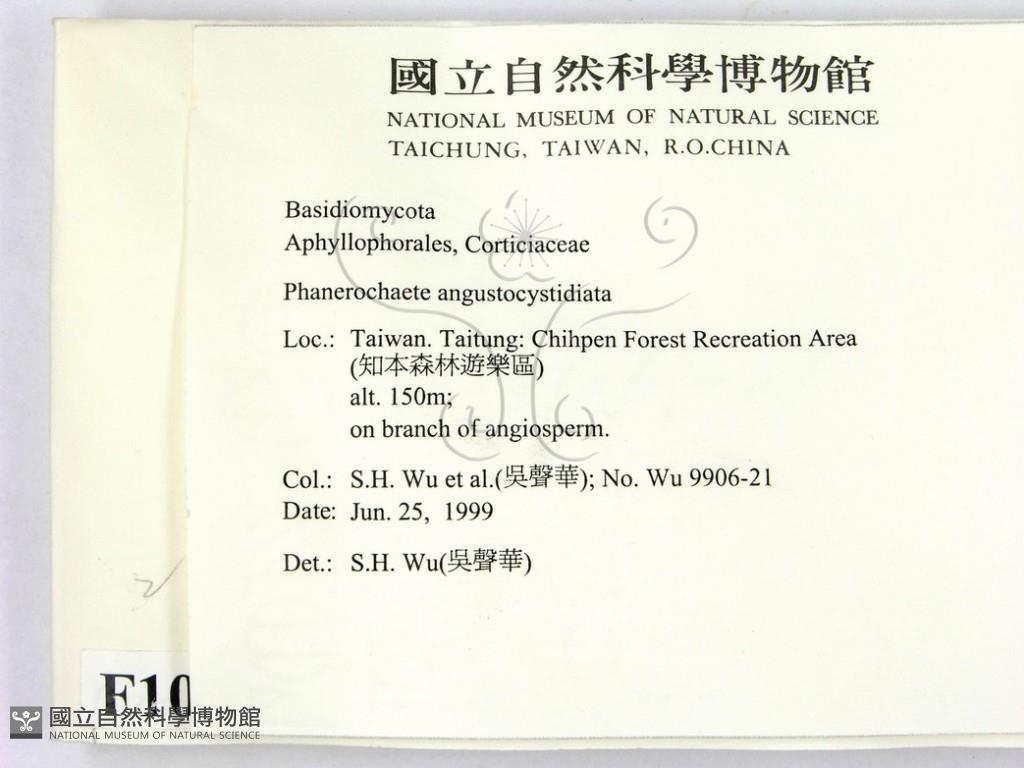 國立自然科學博物館
NATIONAL MUSEUM OF NATURAL SCIENCE
TAICHUNG, TAIWAN, R.O.CHINA
Basidiomycota
Aphyllophorales, Corticiaceae
Phanerochaete angustocystidiata
Loc.: Taiwan. Taitung: Chihpen Forest Recreation Area
(知本森林遊樂區)
alt. 150m;
on branch of angiosperm.
Col.: S.H. Wu et al.(吳聲華); No. Wu 9906-21
Date: Jun. 25, 1999
Det.: S.H. Wu(吳聲華)
F10
國立自然科學博物館
NATIONAL MUSEUM OF NATURAL SCIENCE